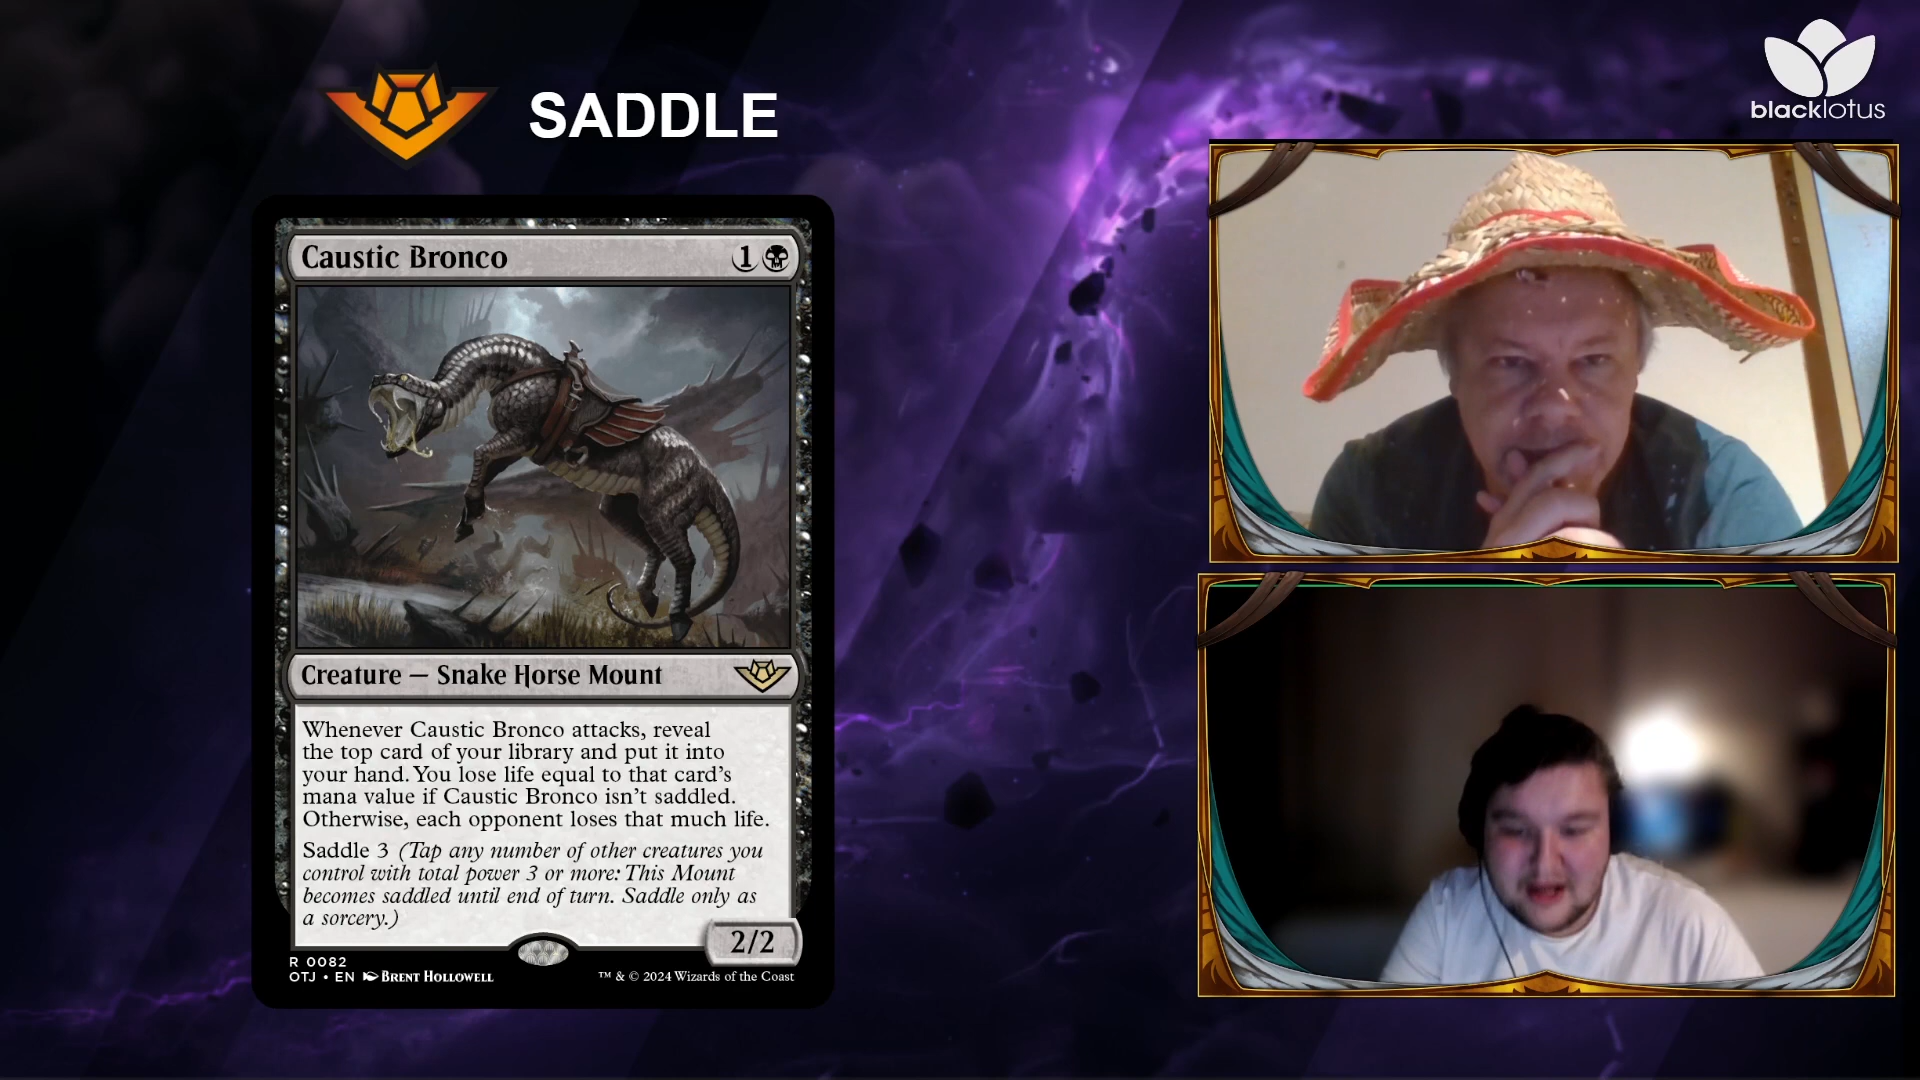 SADDLE
blacklotus
Caustic Bronco 1
Creature — Snake Horse Mount
Whenever Caustic Bronco attacks, reveal
the top card of your library and put it into
your hand. You lose life equal to that card's
mana value if Caustic Bronco isn't saddled.
Otherwise, each opponent loses that much life.
Saddle 3 (Tap any number of other creatures you
control with total power 3 or more: This Mount
becomes saddled until end of turn. Saddle only as
a sorcery.)
2/2
R 0082
OTJ • EN BRENT HOLLOWELL
™ & © 2024 Wizards of the Coast